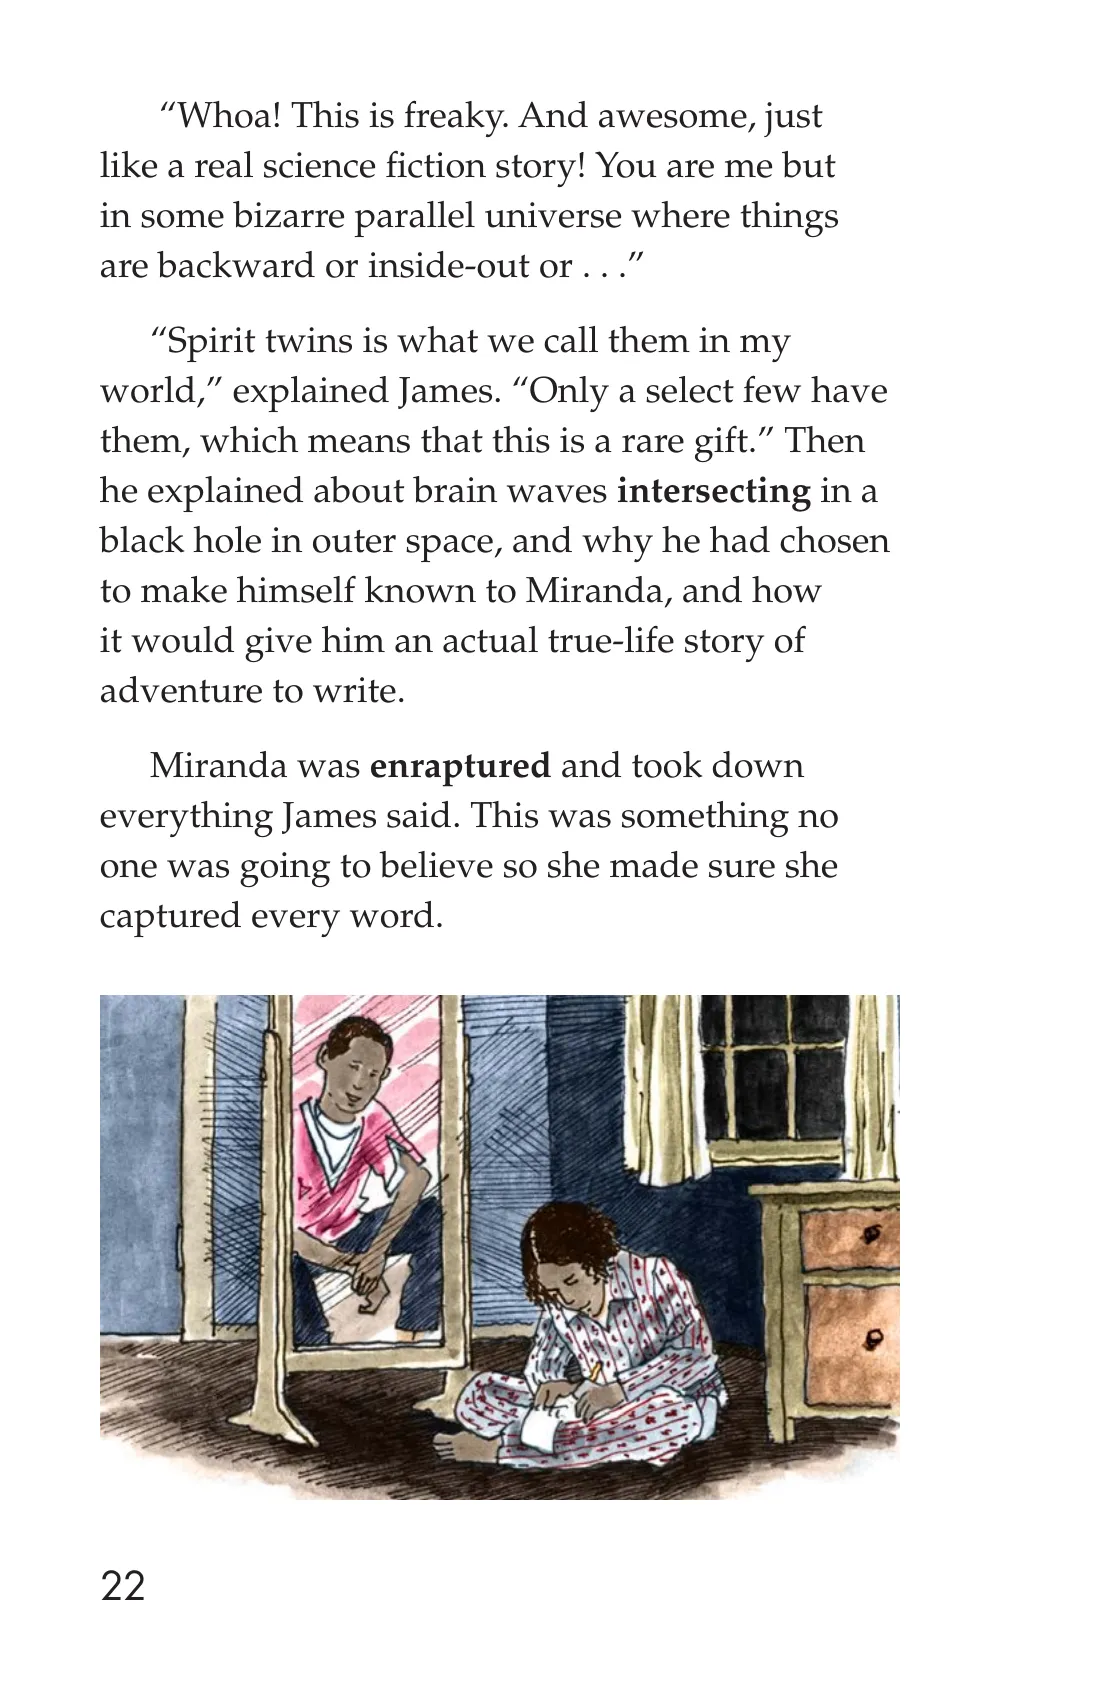 “Whoa! This is freaky. And awesome, just
like a real science fiction story! You are me but
in some bizarre parallel universe where things
are backward or inside-out or . . .”
“Spirit twins is what we call them in my
world,” explained James. “Only a select few have
them, which means that this is a rare gift.” Then
he explained about brain waves intersecting in a
black hole in outer space, and why he had chosen
to make himself known to Miranda, and how
it would give him an actual true-life story of
adventure to write.
Miranda was enraptured and took down
everything James said. This was something no
one was going to believe so she made sure she
captured every word.
22